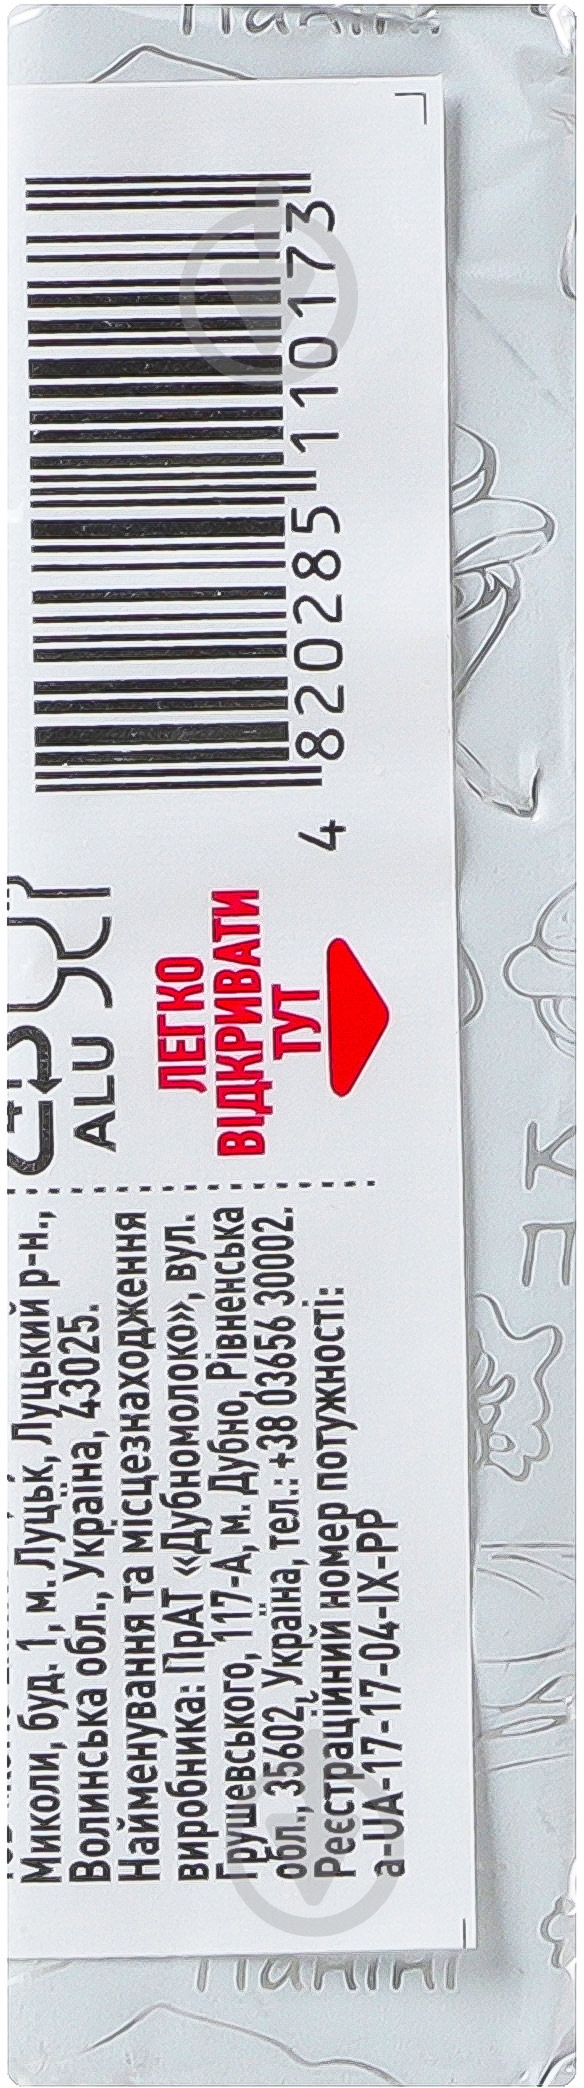 Миколи, буд. 1, м. Луцьк, Луцький р-н.,
Волинська обл., Україна, 43025.
Найменування та місцезнаходження
виробника: ПрАТ «Дубномолоко», вул.
Грушевського, 117-А, м. Дубно, Рівненська
обл., 35602, Україна, тел.: +38 03656 30002.
Реєстраційний номер потужності:
a-UA-17-17-04-IX-PP
ALU
ЛЕГКО
ВІДКРИВАТИ
ТУТ
4 820285 110173